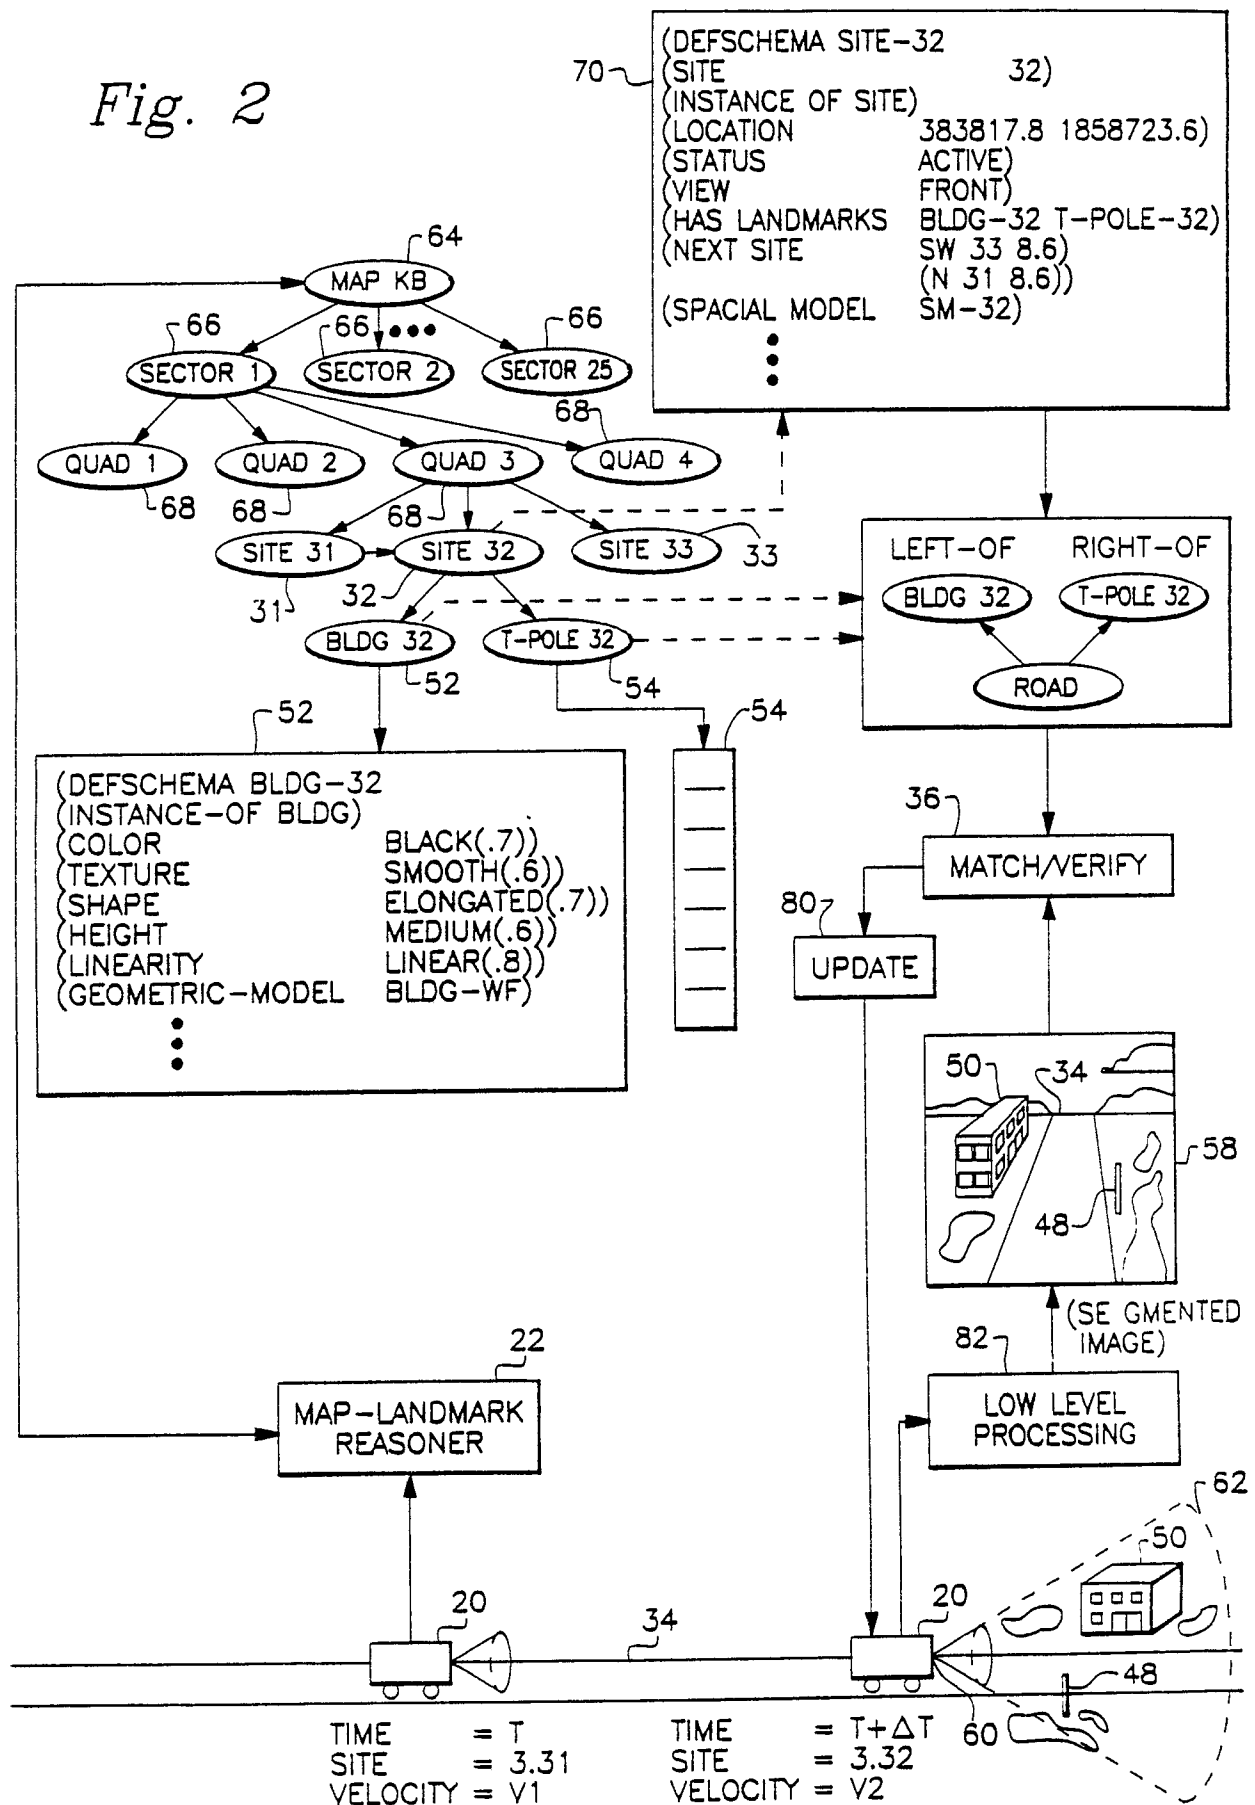 Fig. 2
70
(DEFSCHEMA SITE-32
(SITE 32)
(INSTANCE OF SITE)
(LOCATION 383817.8 1858723.6)
(STATUS ACTIVE)
(VIEW FRONT)
(HAS LANDMARKS BLDG-32 T-POLE-32)
(NEXT SITE SW 33 8.6)
(N 31 8.6))
(SPACIAL MODEL SM-32)
64
MAP KB
66
66
66
SECTOR 1
SECTOR 2
SECTOR 25
68
QUAD 1
QUAD 2
QUAD 3
QUAD 4
68
68
68
SITE 31
SITE 32
SITE 33
33
31
32
BLDG 32
T-POLE 32
52
54
LEFT-OF RIGHT-OF
BLDG 32
T-POLE 32
ROAD
52
54
(DEFSCHEMA BLDG-32
(INSTANCE-OF BLDG)
(COLOR BLACK(.7))
(TEXTURE SMOOTH(.6))
(SHAPE ELONGATED(.7))
(HEIGHT MEDIUM(.6))
(LINEARITY LINEAR(.8))
(GEOMETRIC-MODEL BLDG-WF)
36
MATCH/VERIFY
80
UPDATE
50
34
58
48
(SE GMENTED
IMAGE)
82
LOW LEVEL
PROCESSING
22
MAP-LANDMARK
REASONER
62
50
20
34
20
48
60
TIME = T
SITE = 3.31
VELOCITY = V1
TIME = T+ΔT
SITE = 3.32
VELOCITY = V2